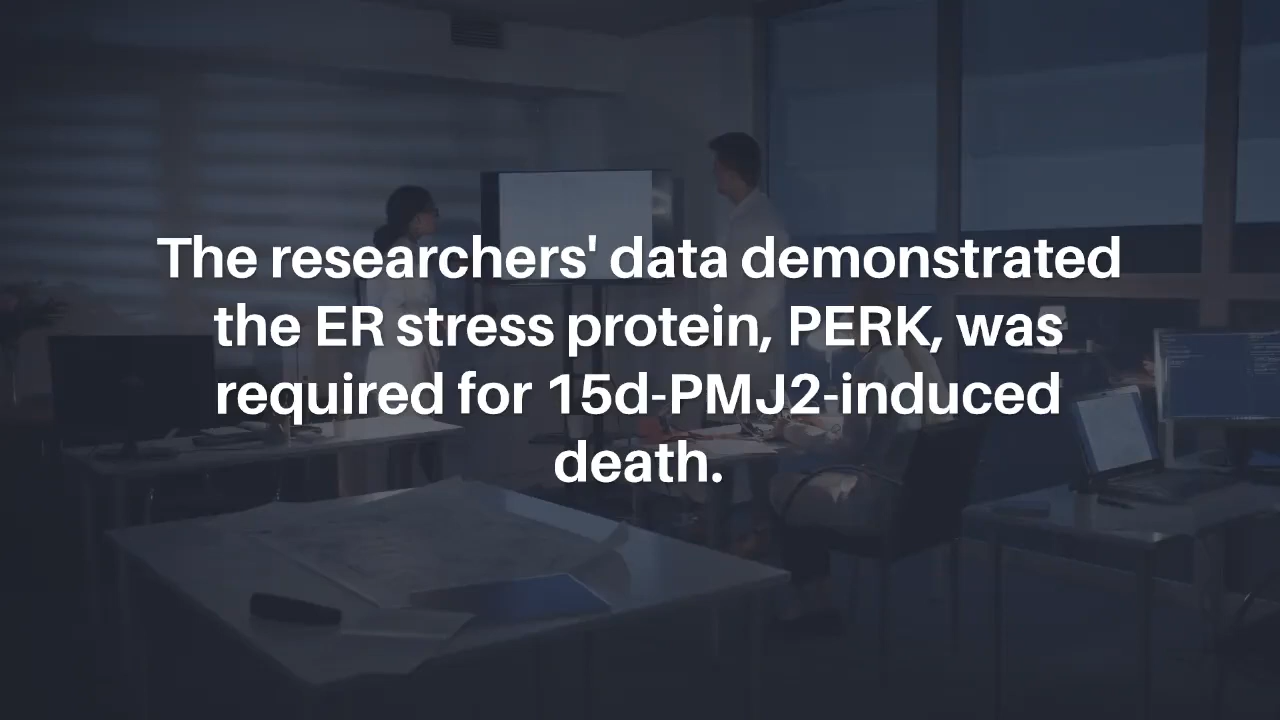 The researchers' data demonstrated
the ER stress protein, PERK, was
required for 15d-PMJ2-induced
death.